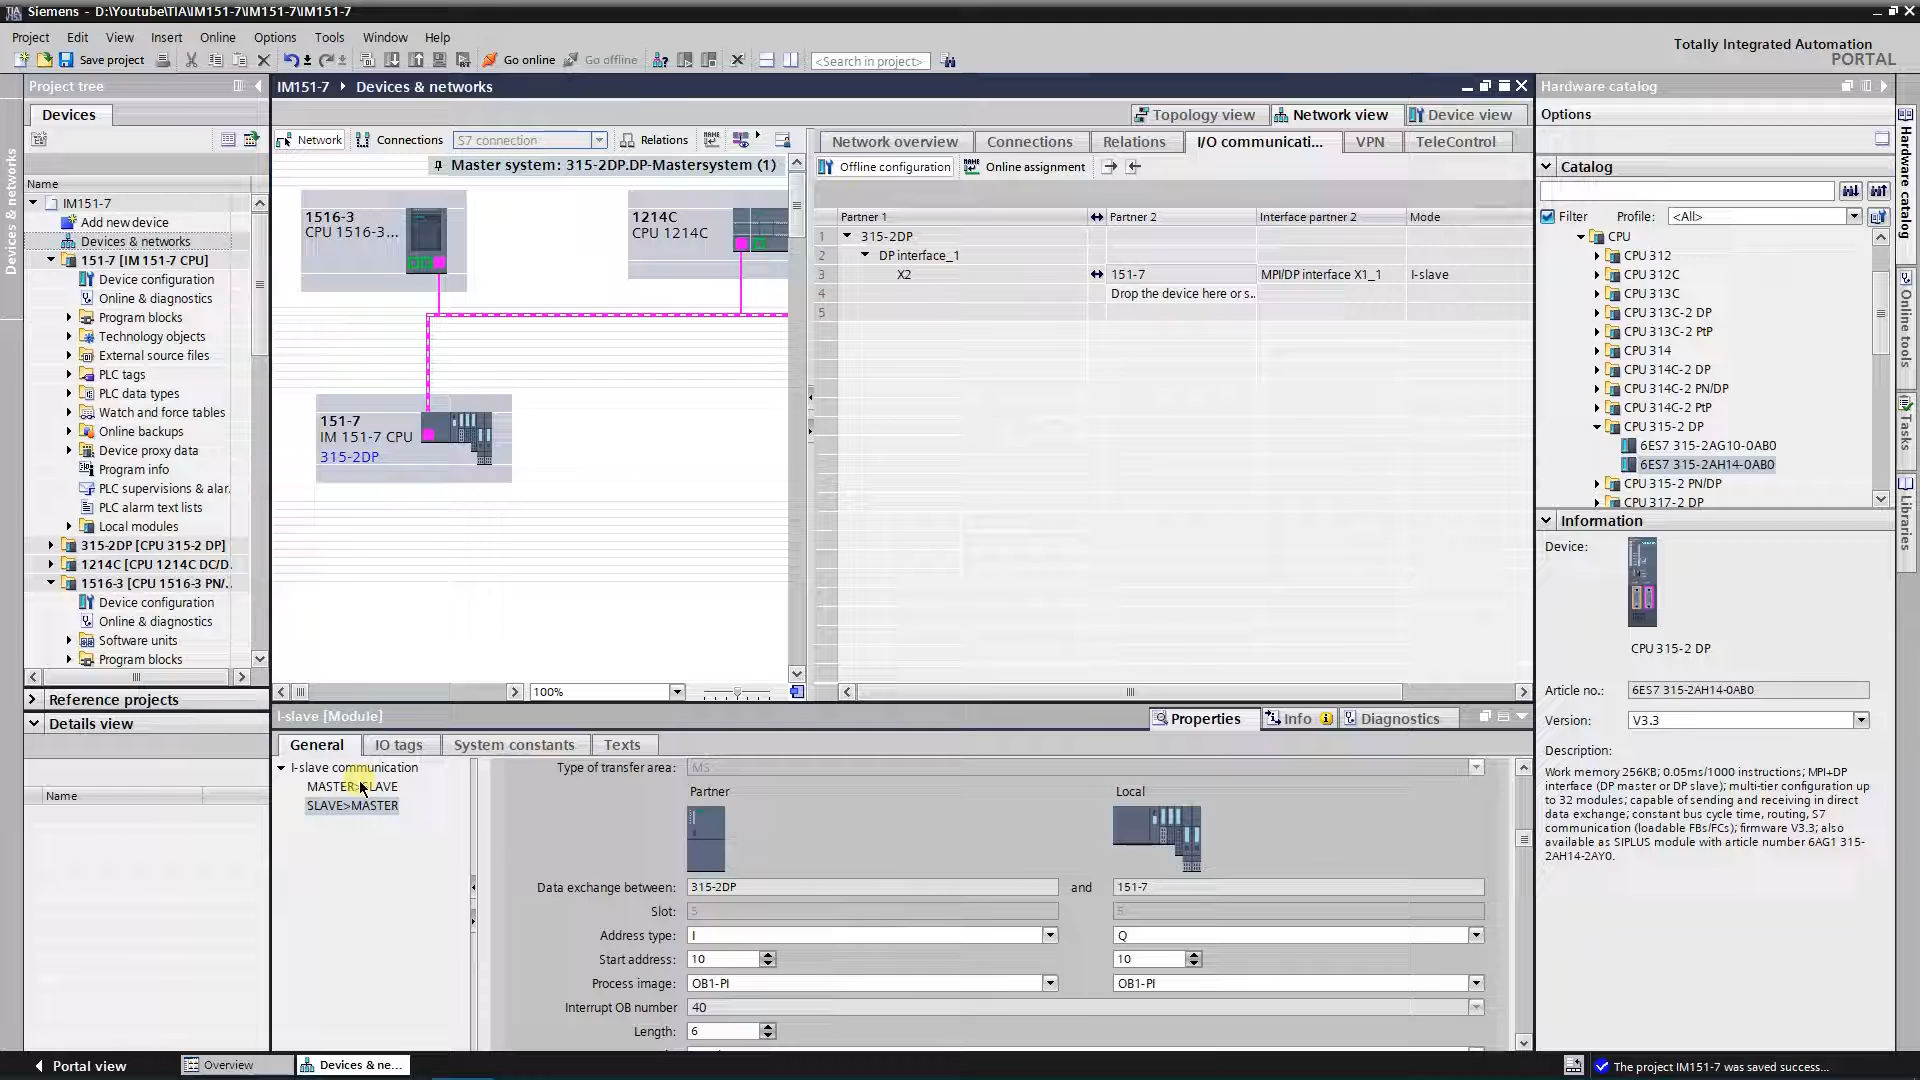 Siemens - D:\Youtube\TIA\IM151-7\IM151-7\IM151-7
Project Edit View Insert Online Options Tools Window Help
Totally Integrated Automation
PORTAL
Save project
Go online
Go offline
<Search in project>
Project tree
IM151-7
Devices & networks
Hardware catalog
Devices
Topology view
Network view
Device view
Options
Network
Connections
S7 connection
Relations
Network overview
Connections
Relations
I/O communicati...
VPN
TeleControl
Master system: 315-2DP.DP-Mastersystem (1)
Offline configuration
Online assignment
Catalog
Filter
Profile:
<All>
Name
IM151-7
Add new device
Devices & networks
151-7 [IM 151-7 CPU]
Device configuration
Online & diagnostics
Program blocks
Technology objects
External source files
PLC tags
PLC data types
Watch and force tables
Online backups
Device proxy data
Program info
PLC supervisions & alar.
PLC alarm text lists
Local modules
315-2DP [CPU 315-2 DP]
1214C [CPU 1214C DC/D.
1516-3 [CPU 1516-3 PN/..
Device configuration
Online & diagnostics
Software units
Program blocks
Reference projects
Details view
Name
1516-3
CPU 1516-3...
1214C
CPU 1214C
151-7
IM 151-7 CPU
315-2DP
100%
Partner 1
Partner 2
Interface partner 2
Mode
1 315-2DP
2 DP interface_1
3 X2 151-7 MPI/DP interface X1_1 I-slave
4 Drop the device here or s..
5
CPU
CPU 312
CPU 312C
CPU 313C
CPU 313C-2 DP
CPU 313C-2 PtP
CPU 314
CPU 314C-2 DP
CPU 314C-2 PN/DP
CPU 314C-2 PtP
CPU 315-2 DP
6ES7 315-2AG10-0AB0
6ES7 315-2AH14-0AB0
CPU 315-2 PN/DP
CPU 317-2 DP
Information
Device:
CPU 315-2 DP
Article no.: 6ES7 315-2AH14-0AB0
Version: V3.3
Description:
Work memory 256KB; 0.05ms/1000 instructions; MPI+DP
interface (DP master or DP slave); multi-tier configuration up
to 32 modules; capable of sending and receiving in direct
data exchange; constant bus cycle time, routing, S7
communication (loadable FBs/FCs); firmware V3.3; also
available as SIPLUS module with article number 6AG1 315-
2AH14-2AY0.
I-slave [Module]
Properties
Info
Diagnostics
General
IO tags
System constants
Texts
I-slave communication
MASTER>SLAVE
SLAVE>MASTER
Type of transfer area: MS
Partner
Local
Data exchange between: 315-2DP and 151-7
Slot: 5 5
Address type: I Q
Start address: 10 10
Process image: OB1-PI OB1-PI
Interrupt OB number 40
Length: 6
Portal view
Overview
Devices & ne...
The project IM151-7 was saved success...
Devices & networks
Hardware catalog
Online tools
Tasks
Libraries